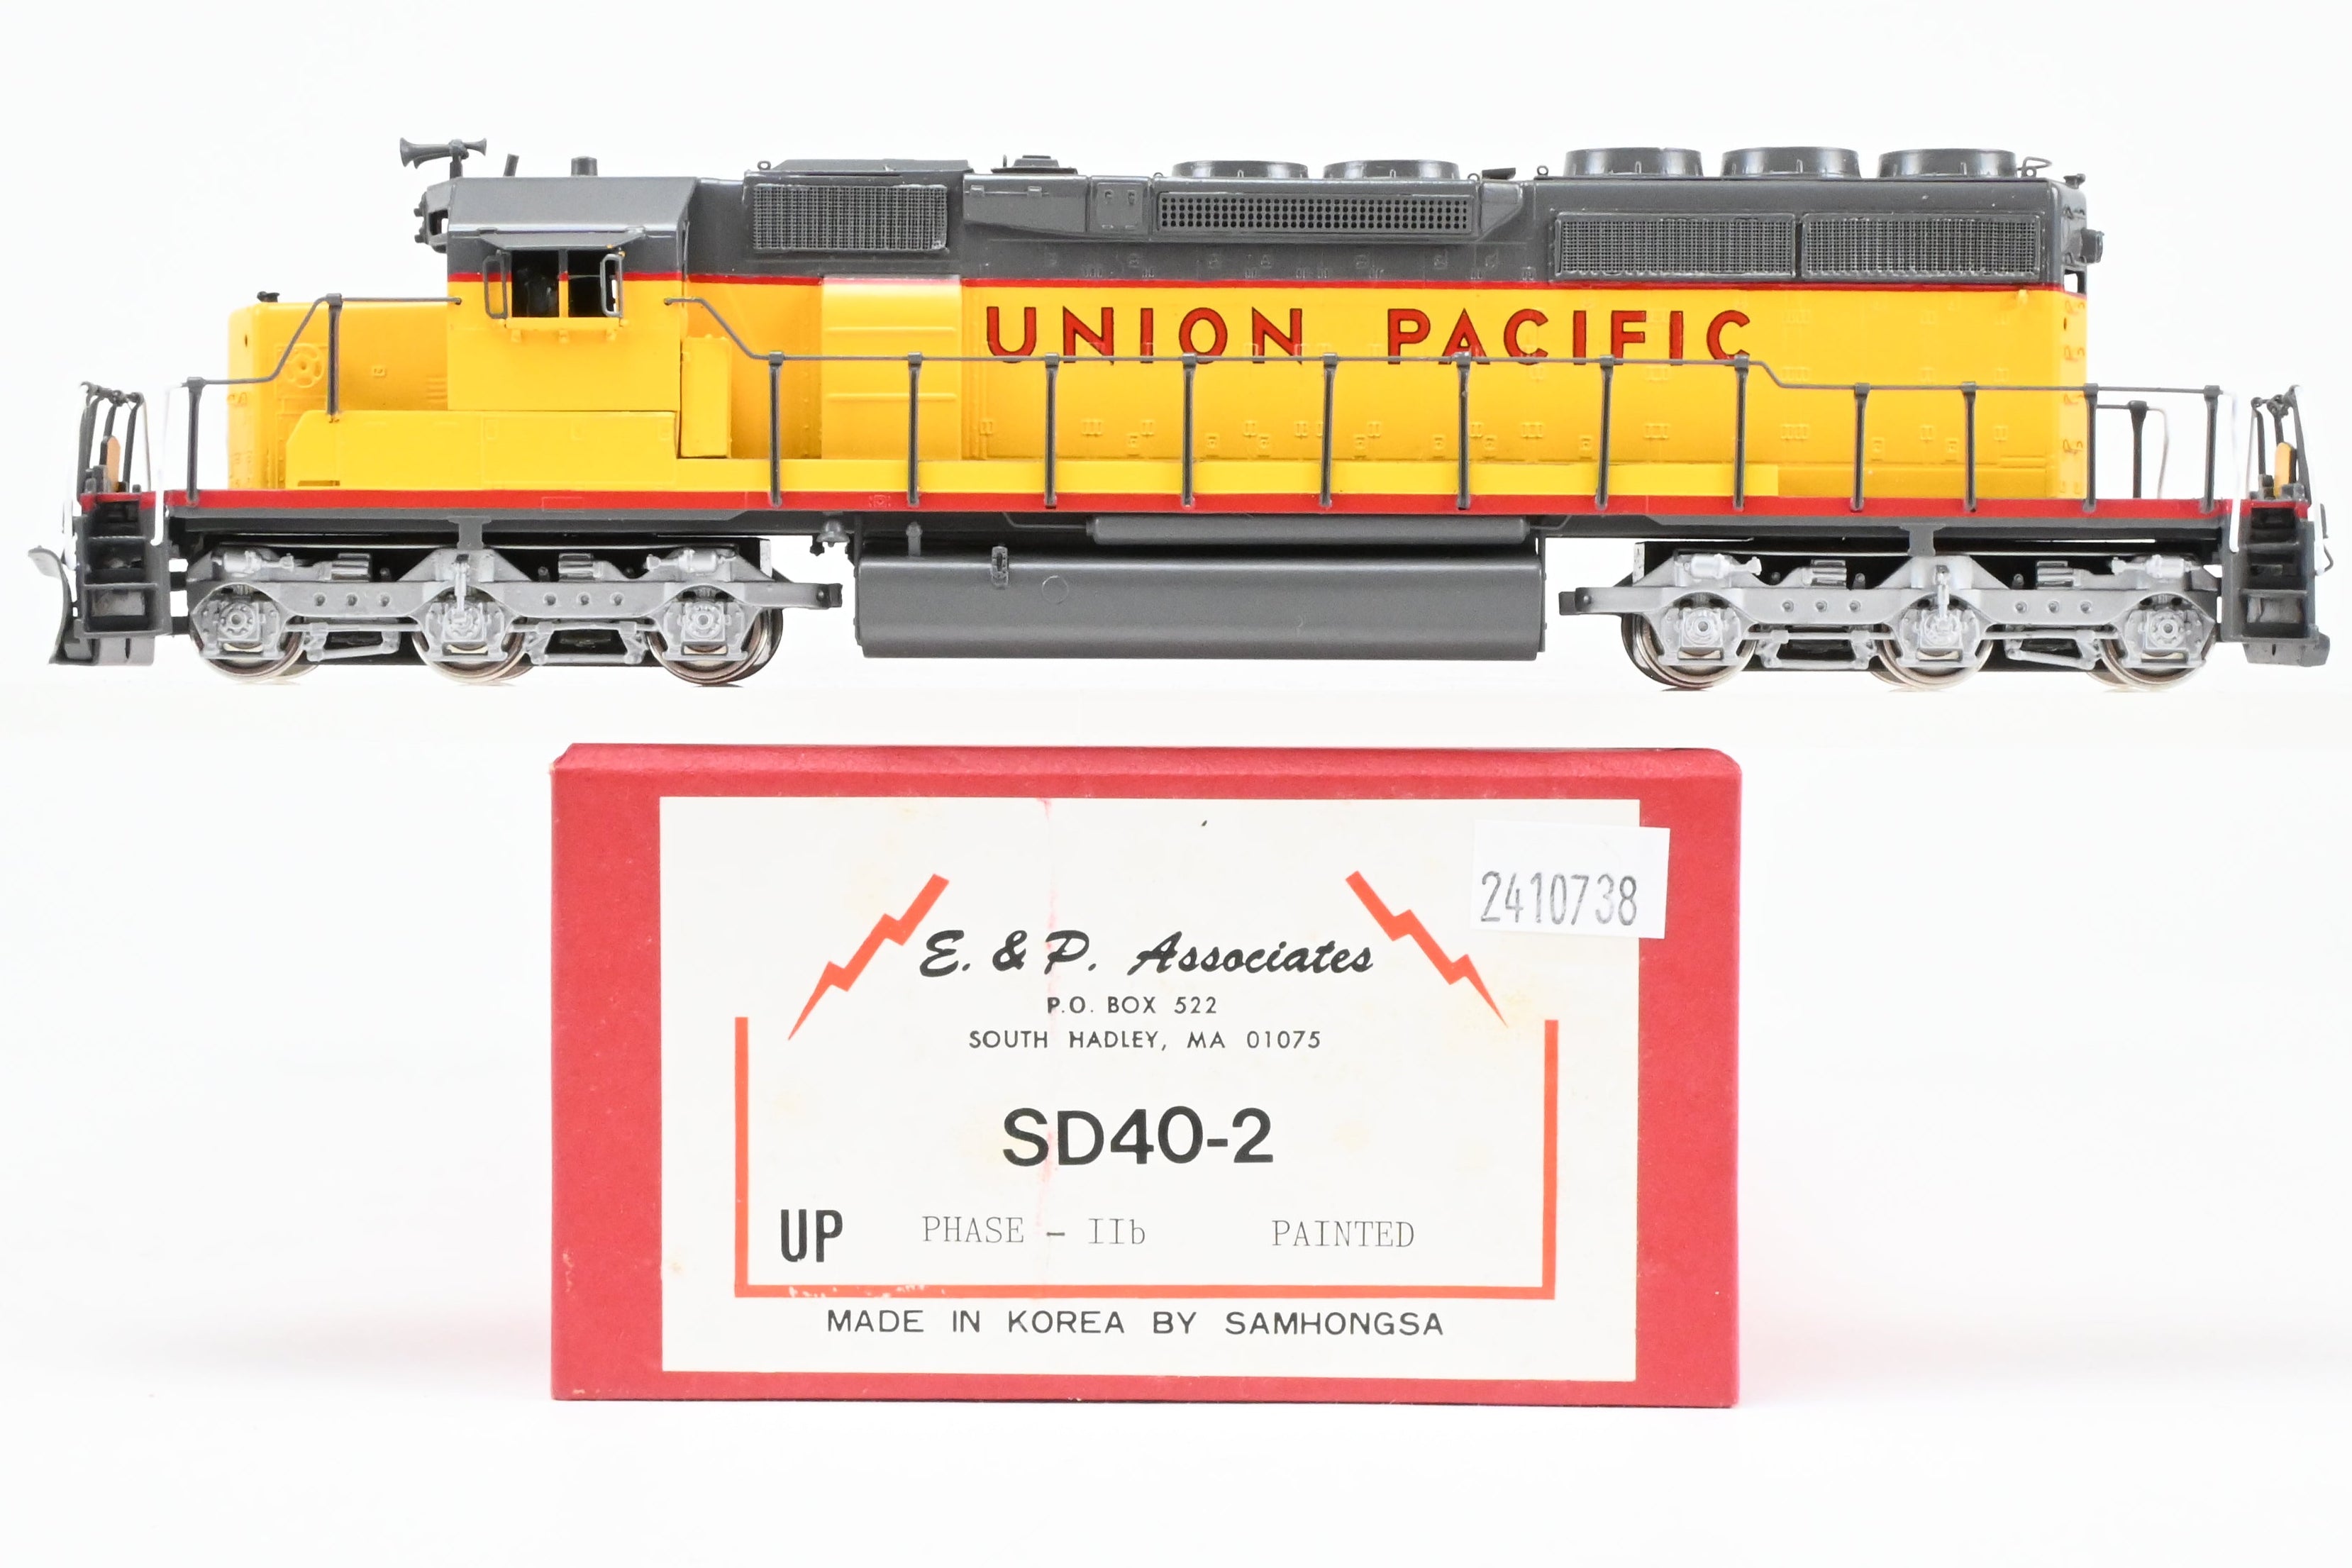 UNION PACIFIC
2410738
E. & P. Associates
P.O. BOX 522
SOUTH HADLEY, MA 01075
SD40-2
UP PHASE - IIb PAINTED
MADE IN KOREA BY SAMHONGSA